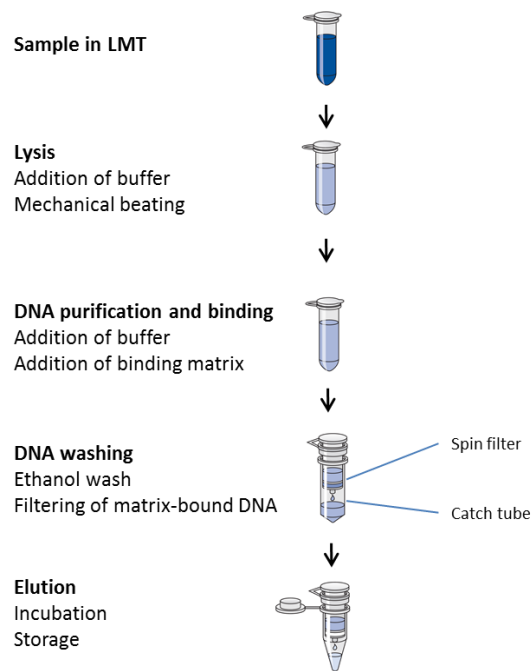 Sample in LMT
Lysis
Addition of buffer
Mechanical beating
DNA purification and binding
Addition of buffer
Addition of binding matrix
DNA washing
Ethanol wash
Filtering of matrix-bound DNA
Spin filter
Catch tube
Elution
Incubation
Storage